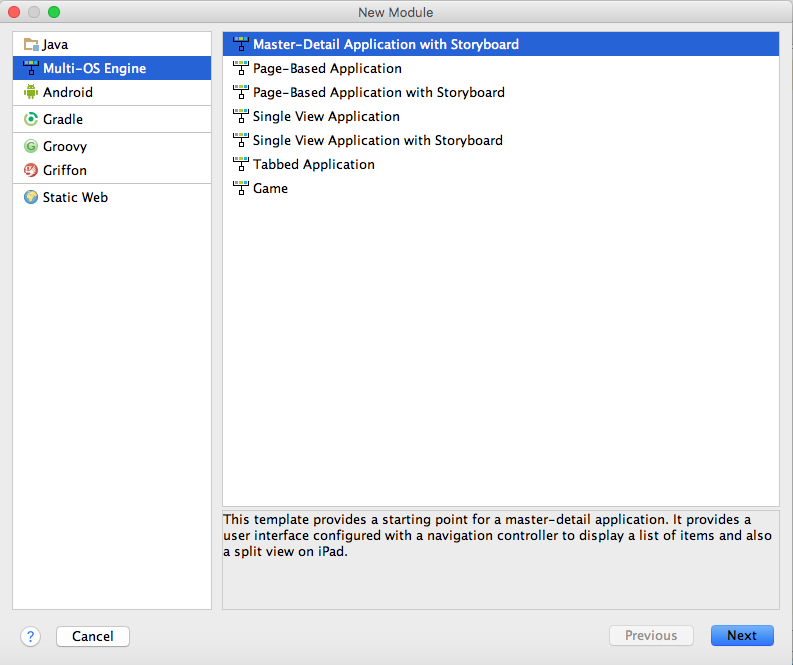 New Module
Java
Multi-OS Engine
Android
Gradle
Groovy
Griffon
Static Web
Master-Detail Application with Storyboard
Page-Based Application
Page-Based Application with Storyboard
Single View Application
Single View Application with Storyboard
Tabbed Application
Game
This template provides a starting point for a master-detail application. It provides a
user interface configured with a navigation controller to display a list of items and also
a split view on iPad.
?
Cancel
Previous
Next